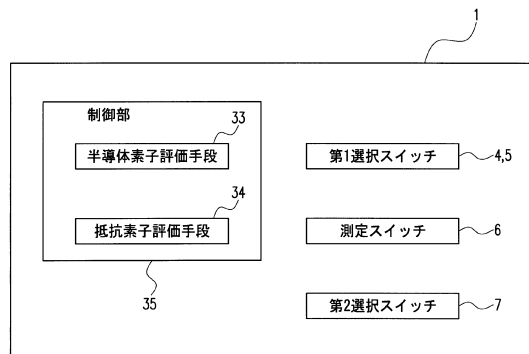 1
制御部
33
半導体素子評価手段
34
抵抗素子評価手段
35
第1選択スイッチ
4,5
測定スイッチ
6
第2選択スイッチ
7